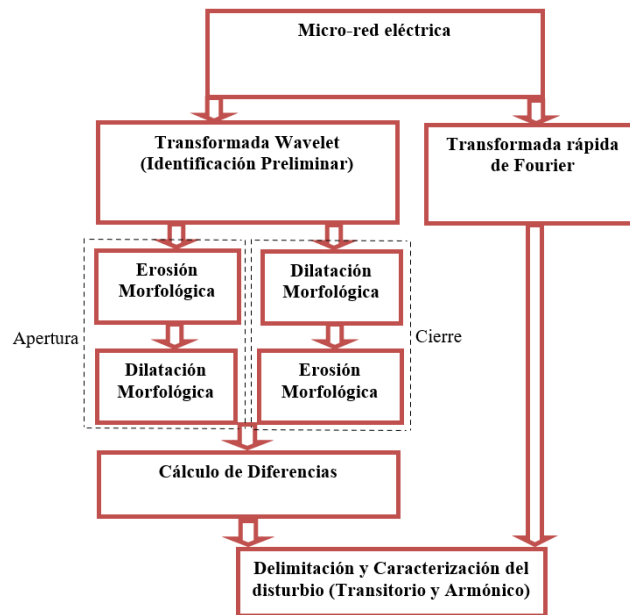 Micro-red eléctrica
Transformada Wavelet
(Identificación Preliminar)
Transformada rápida
de Fourier
Erosión
Morfológica
Dilatación
Morfológica
Apertura
Cierre
Dilatación
Morfológica
Erosión
Morfológica
Cálculo de Diferencias
Delimitación y Caracterización del
disturbio (Transitorio y Armónico)